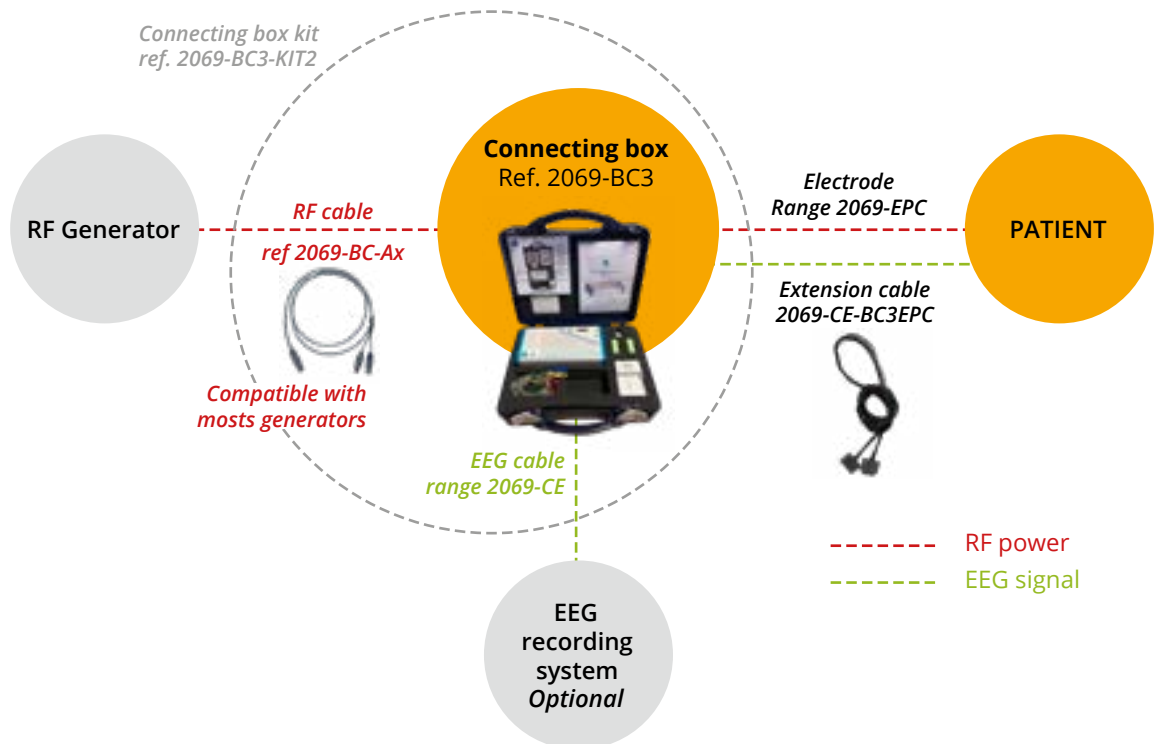 Connecting box kit
ref. 2069-BC3-KIT2
RF Generator
RF cable
ref 2069-BC-Ax
Compatible with
mosts generators
Connecting box
Ref. 2069-BC3
Electrode
Range 2069-EPC
PATIENT
Extension cable
2069-CE-BC3EPC
EEG cable
range 2069-CE
RF power
EEG signal
EEG
recording
system
Optional